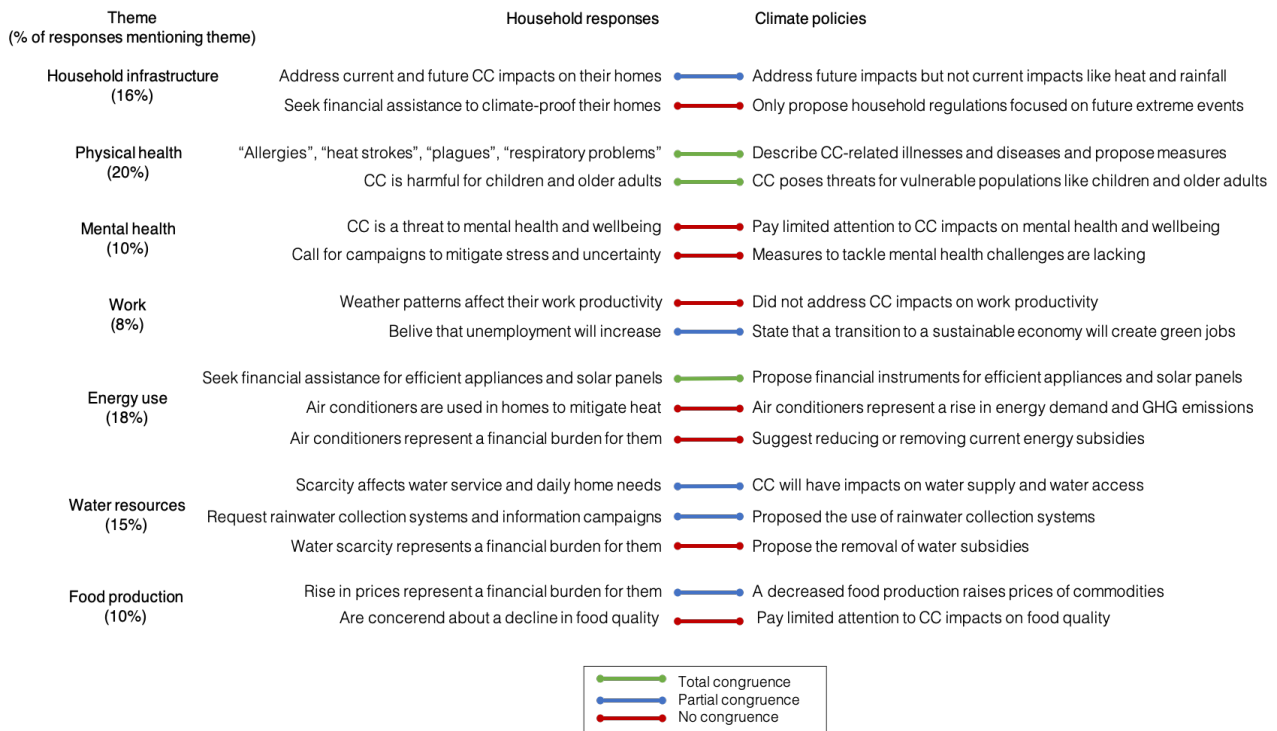 Theme
(% of responses mentioning theme)
Household responses
Climate policies
Household infrastructure
(16%)
Address current and future CC impacts on their homes
Address future impacts but not current impacts like heat and rainfall
Seek financial assistance to climate-proof their homes
Only propose household regulations focused on future extreme events
Physical health
(20%)
“Allergies”, “heat strokes”, “plagues”, “respiratory problems”
Describe CC-related illnesses and diseases and propose measures
CC is harmful for children and older adults
CC poses threats for vulnerable populations like children and older adults
Mental health
(10%)
CC is a threat to mental health and wellbeing
Pay limited attention to CC impacts on mental health and wellbeing
Call for campaigns to mitigate stress and uncertainty
Measures to tackle mental health challenges are lacking
Work
(8%)
Weather patterns affect their work productivity
Did not address CC impacts on work productivity
Belive that unemployment will increase
State that a transition to a sustainable economy will create green jobs
Energy use
(18%)
Seek financial assistance for efficient appliances and solar panels
Propose financial instruments for efficient appliances and solar panels
Air conditioners are used in homes to mitigate heat
Air conditioners represent a rise in energy demand and GHG emissions
Air conditioners represent a financial burden for them
Suggest reducing or removing current energy subsidies
Water resources
(15%)
Scarcity affects water service and daily home needs
CC will have impacts on water supply and water access
Request rainwater collection systems and information campaigns
Proposed the use of rainwater collection systems
Water scarcity represents a financial burden for them
Propose the removal of water subsidies
Food production
(10%)
Rise in prices represent a financial burden for them
A decreased food production raises prices of commodities
Are concerend about a decline in food quality
Pay limited attention to CC impacts on food quality
Total congruence
Partial congruence
No congruence